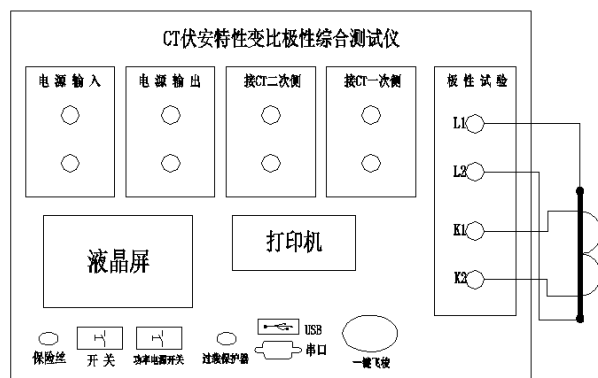 CT伏安特性变比极性综合测试仪
电源输入
电源输出
接CT二次侧
接CT一次侧
极性试验
L1
L2
K1
K2
液晶屏
打印机
USB
串口
保险丝
开关
功率电源开关
过载保护器
一键飞梭